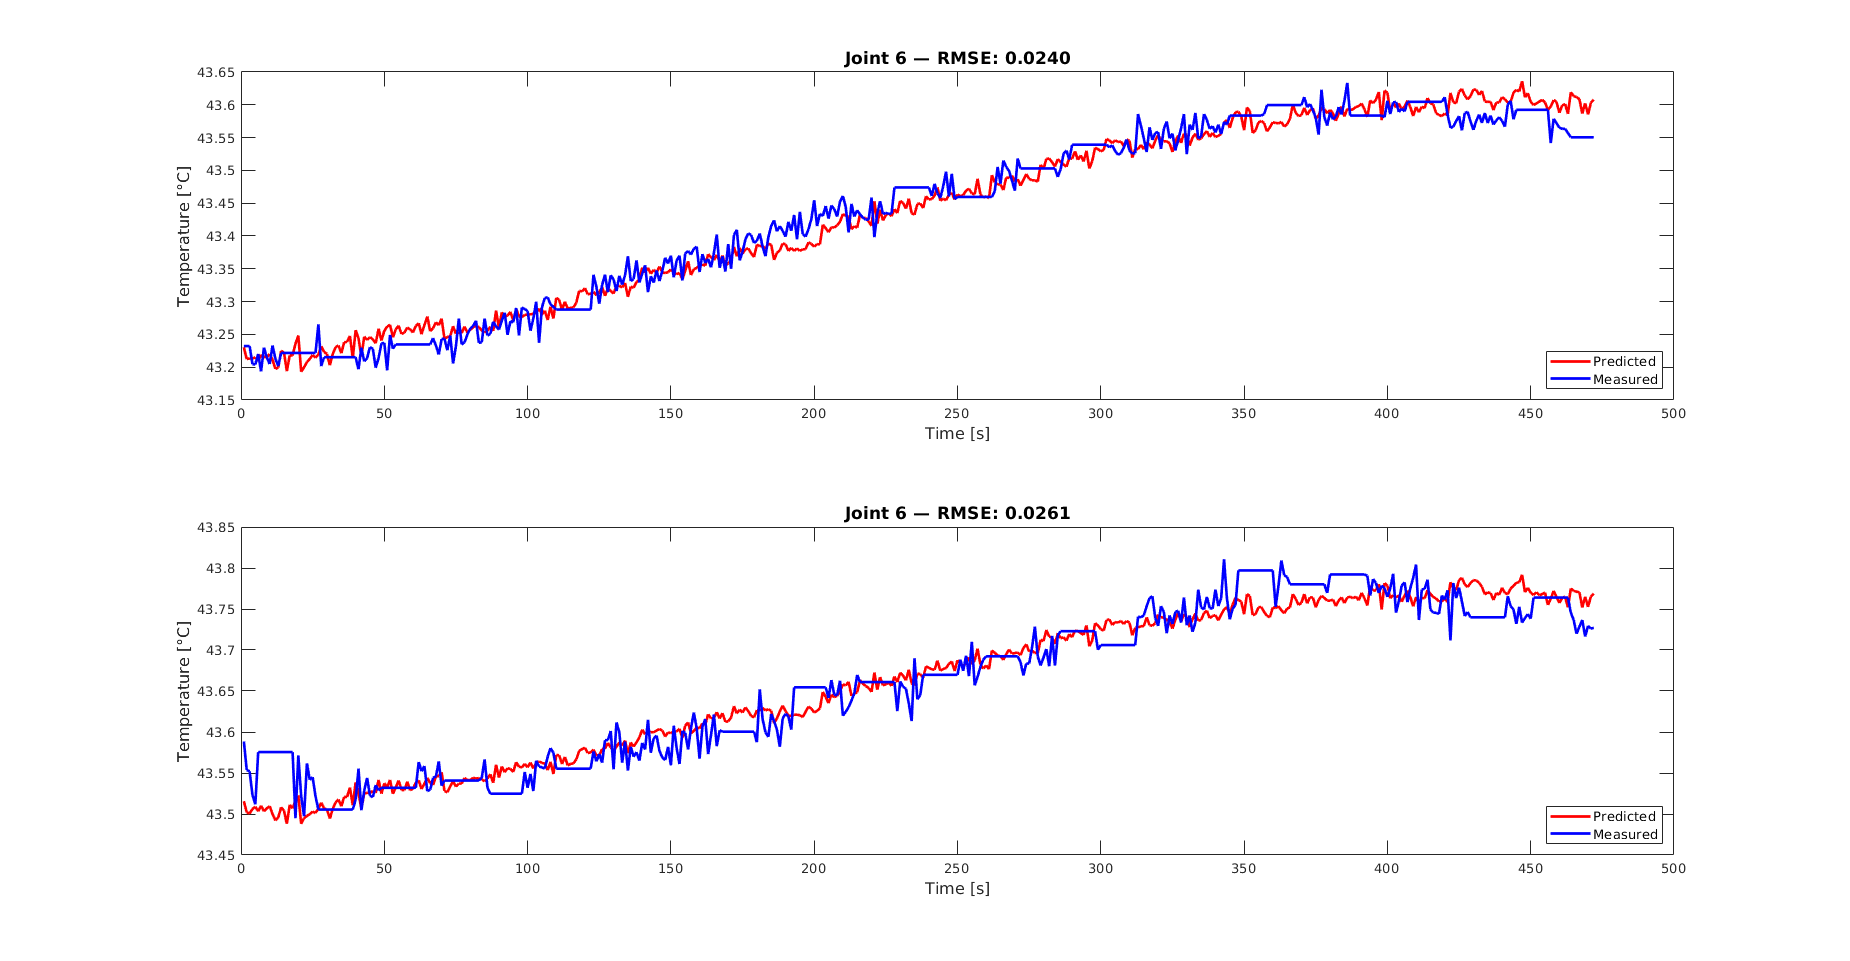 Joint 6 — RMSE: 0.0240
43.65
43.6
43.55
43.5
43.45
43.4
43.35
43.3
43.25
43.2
43.15
Temperature [°C]
Predicted
Measured
0 50 100 150 200 250 300 350 400 450 500
Time [s]
Joint 6 — RMSE: 0.0261
43.85
43.8
43.75
43.7
43.65
43.6
43.55
43.5
43.45
Temperature [°C]
Predicted
Measured
0 50 100 150 200 250 300 350 400 450 500
Time [s]